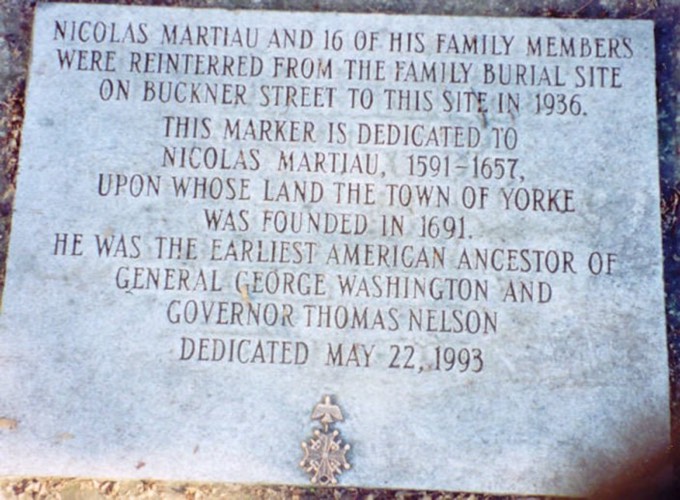 NICOLAS MARTIAU AND 16 OF HIS FAMILY MEMBERS
WERE REINTERRED FROM THE FAMILY BURIAL SITE
ON BUCKNER STREET TO THIS SITE IN 1936.
THIS MARKER IS DEDICATED TO
NICOLAS MARTIAU, 1591-1657,
UPON WHOSE LAND THE TOWN OF YORKE
WAS FOUNDED IN 1691.
HE WAS THE EARLIEST AMERICAN ANCESTOR OF
GENERAL GEORGE WASHINGTON AND
GOVERNOR THOMAS NELSON
DEDICATED MAY 22, 1993